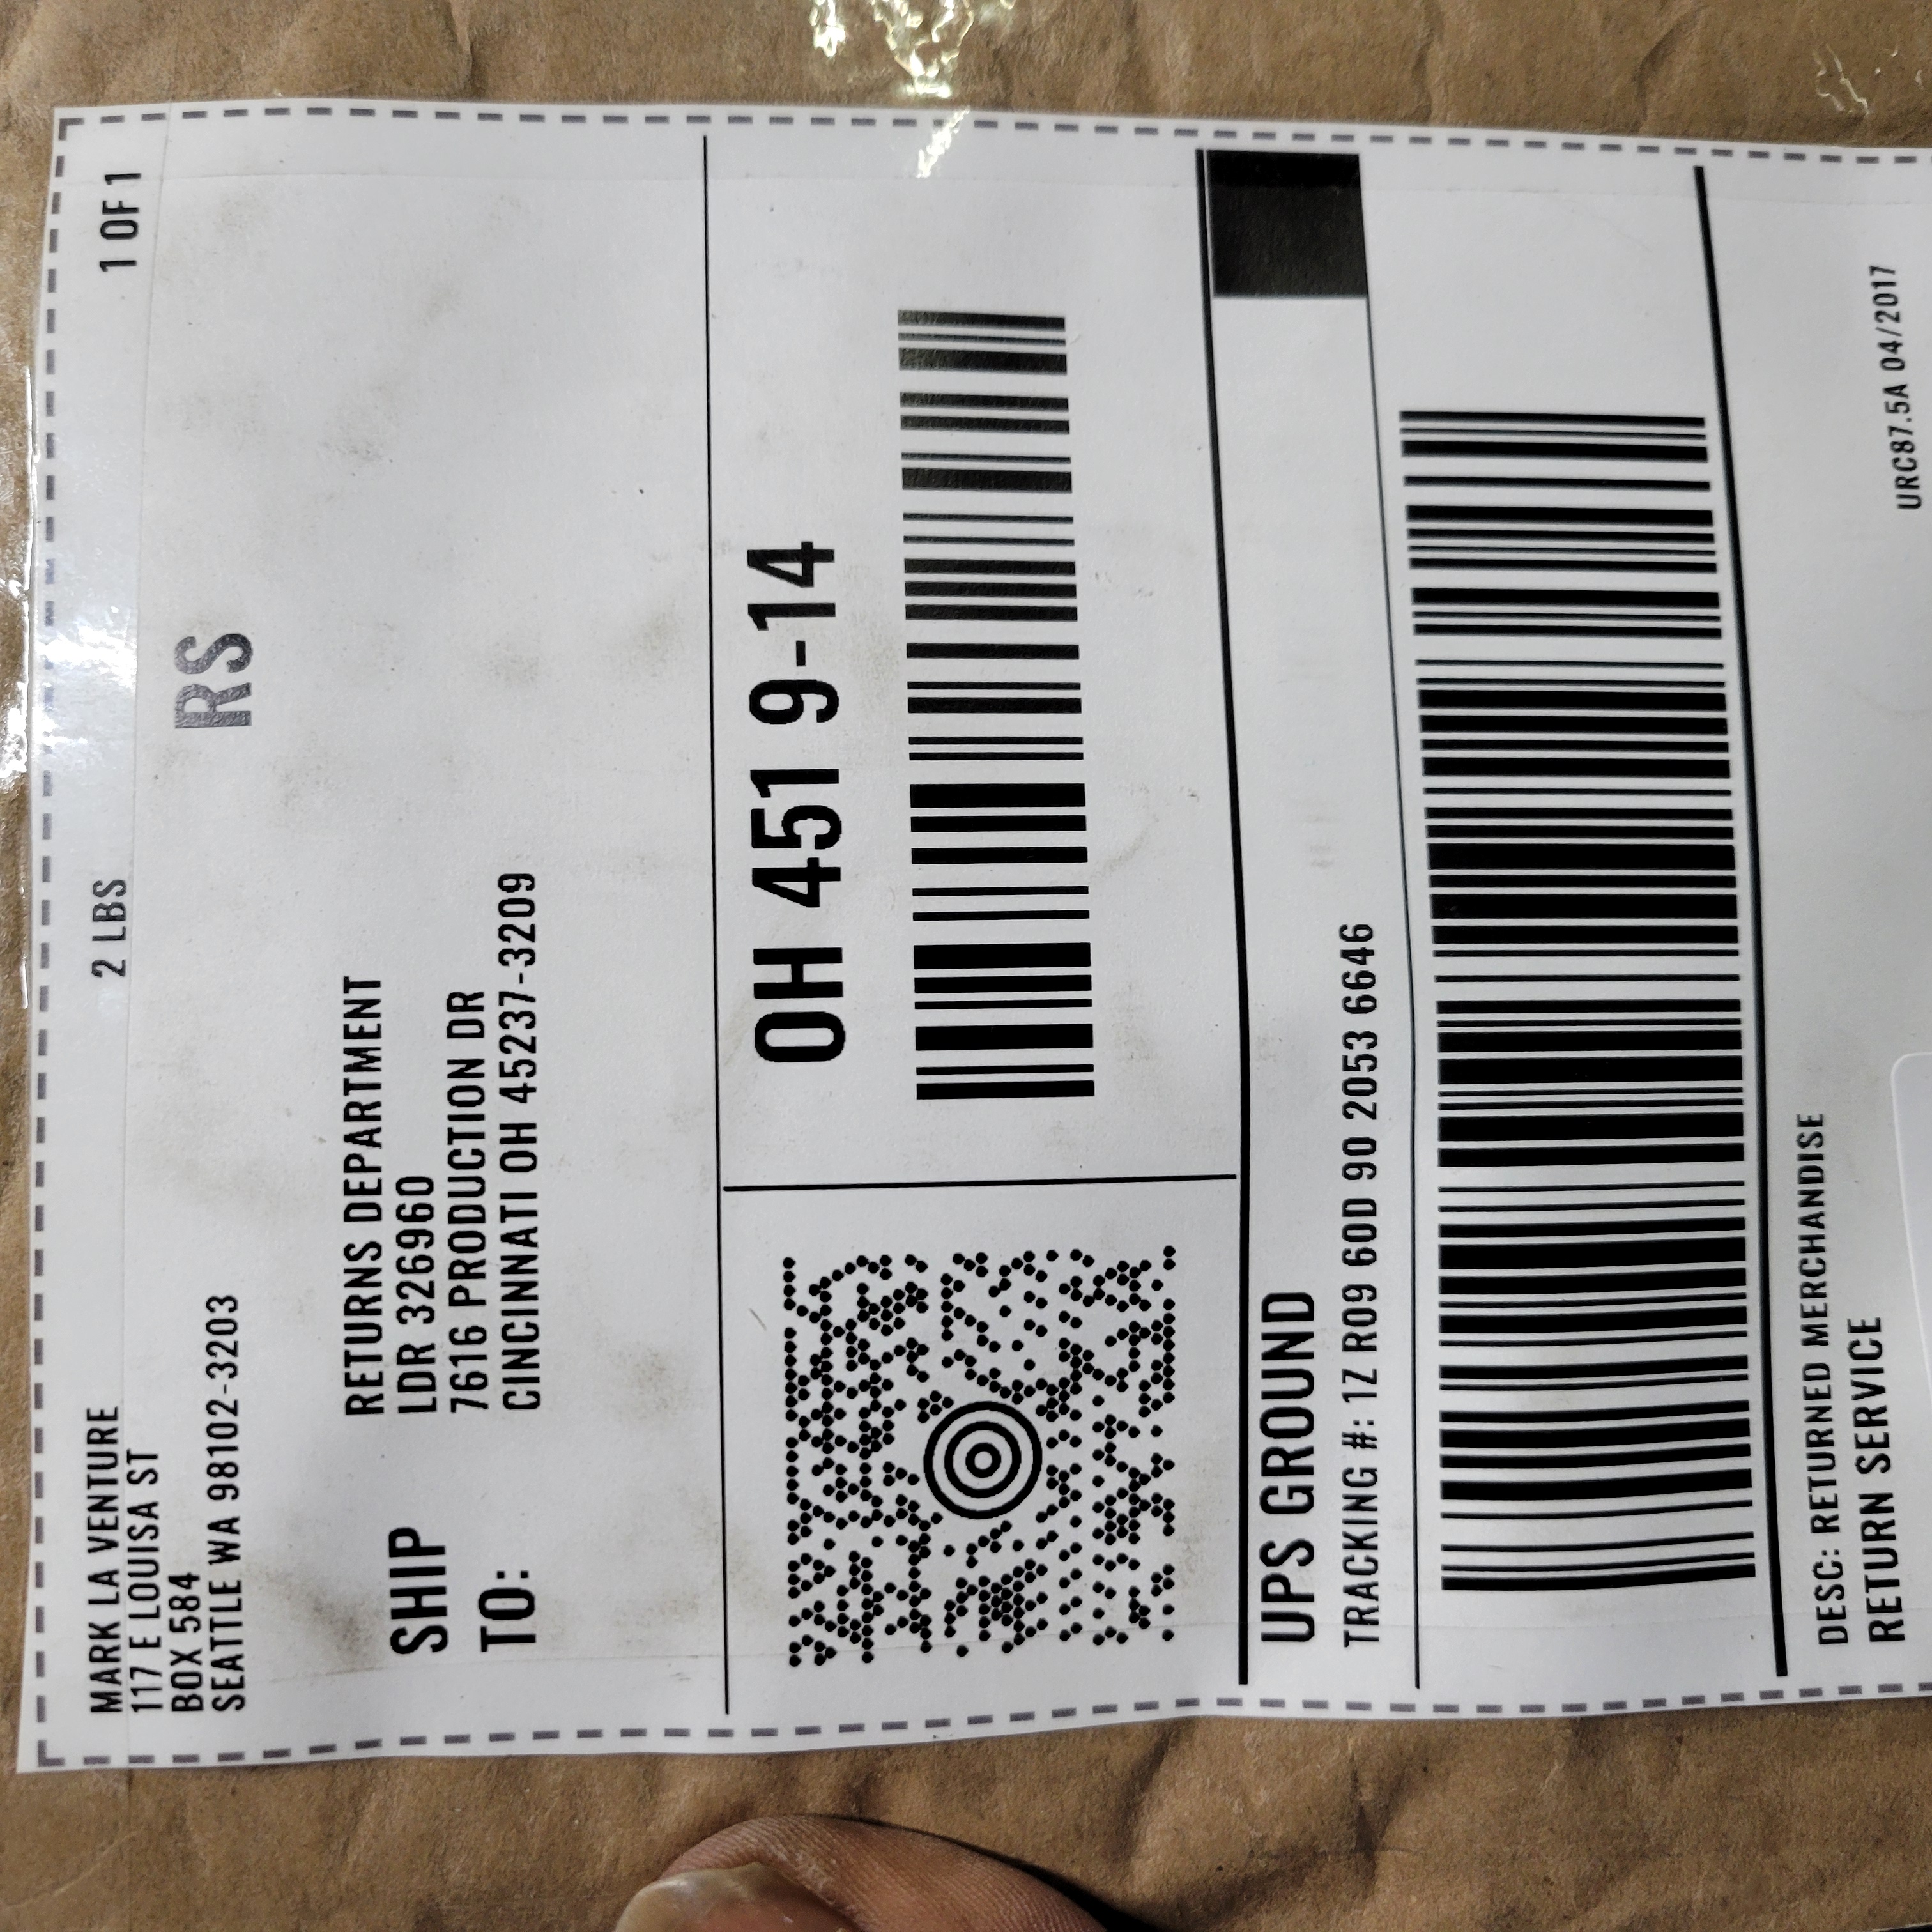 MARK LA VENTURE
117 E LOUISA ST
BOX 584
SEATTLE WA 98102-3203
2 LBS
1 OF 1
RS
SHIP
TO:
RETURNS DEPARTMENT
LDR 326960
7616 PRODUCTION DR
CINCINNATI OH 45237-3209
OH 451 9-14
UPS GROUND
TRACKING #: 1Z R09 60D 90 2053 6646
DESC: RETURNED MERCHANDISE
RETURN SERVICE
URC87.5A 04/2017